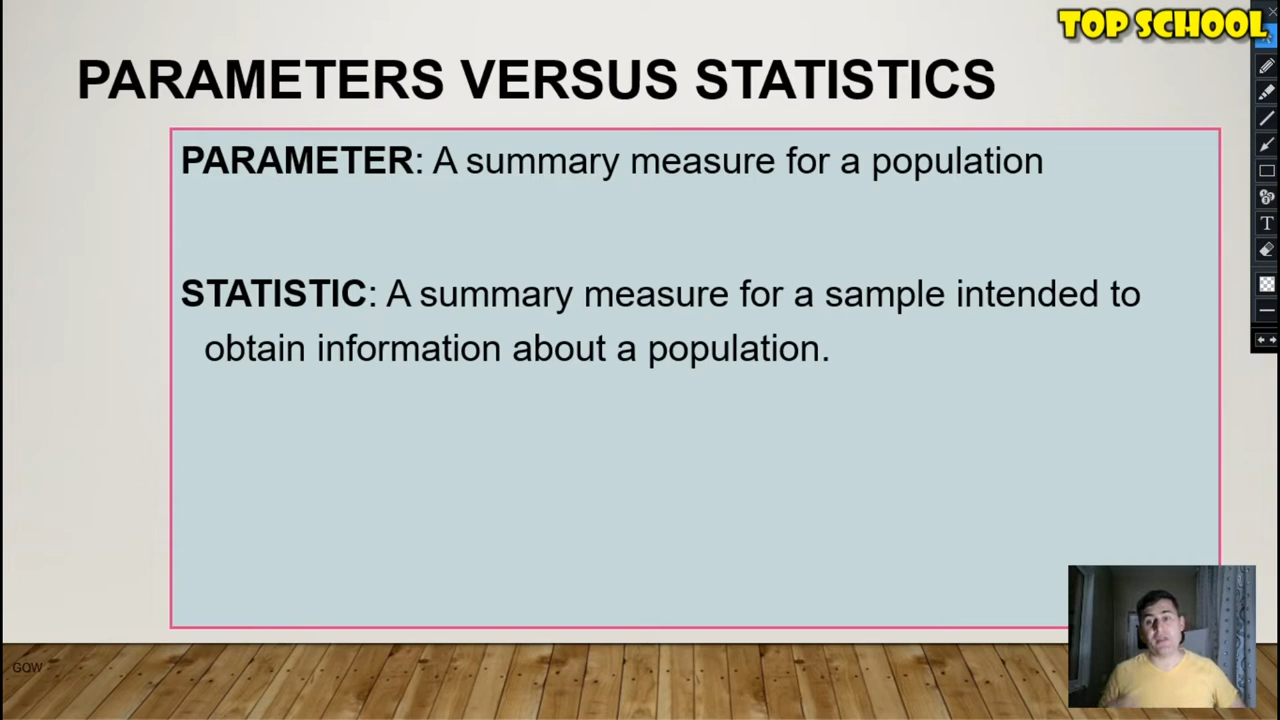 TOP SCHOOL
PARAMETERS VERSUS STATISTICS
PARAMETER: A summary measure for a population
STATISTIC: A summary measure for a sample intended to
obtain information about a population.
GQW
T